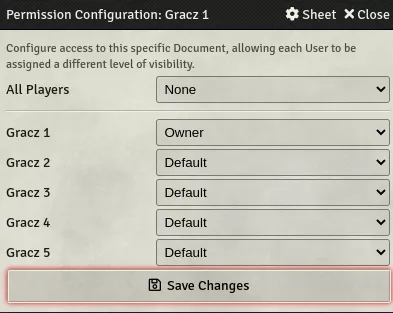 Permission Configuration: Gracz 1 Sheet Close
Configure access to this specific Document, allowing each User to be
assigned a different level of visibility.
All Players None
Gracz 1 Owner
Gracz 2 Default
Gracz 3 Default
Gracz 4 Default
Gracz 5 Default
Save Changes